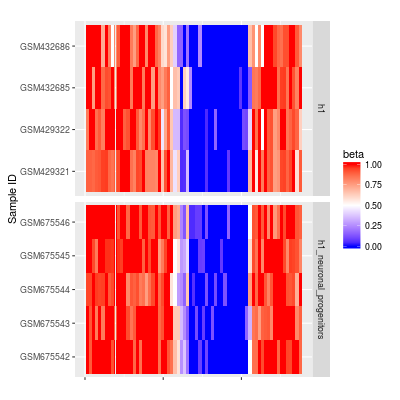 GSM432686
GSM432685
GSM429322
GSM429321
h1
GSM675546
GSM675545
GSM675544
GSM675543
GSM675542
h1_neuronal_progenitors
Sample ID
beta
1.00
0.75
0.50
0.25
0.00